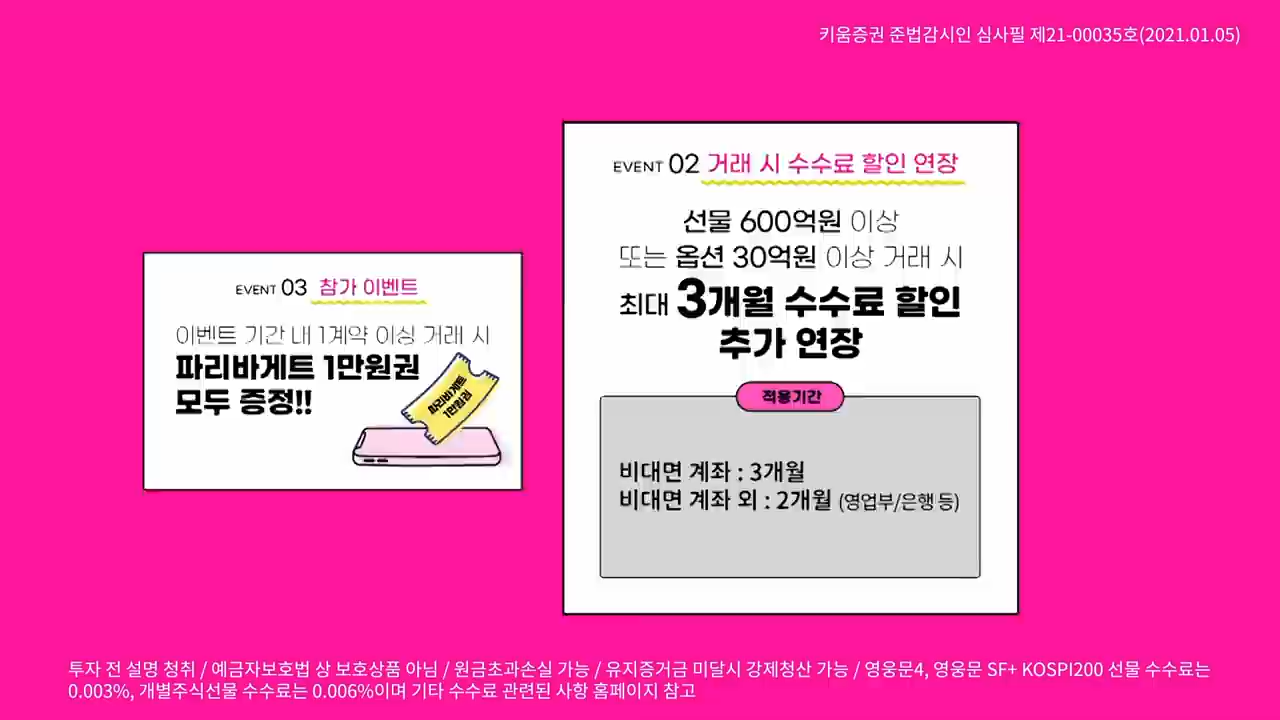 키움증권 준법감시인 심사필 제21-00035호(2021.01.05)
EVENT 03 참가 이벤트
이벤트 기간 내 1계약 이상 거래 시
파리바게트 1만원권
모두 증정!!
파리바게트
1만원권
EVENT 02 거래 시 수수료 할인 연장
선물 600억원 이상
또는 옵션 30억원 이상 거래 시
최대 3개월 수수료 할인
추가 연장
적용기간
비대면 계좌 : 3개월
비대면 계좌 외 : 2개월 (영업부/은행 등)
투자 전 설명 청취 / 예금자보호법 상 보호상품 아님 / 원금초과손실 가능 / 유지증거금 미달시 강제청산 가능 / 영웅문4, 영웅문 SF+ KOSPI200 선물 수수료는
0.003%, 개별주식선물 수수료는 0.006%이며 기타 수수료 관련된 사항 홈페이지 참고